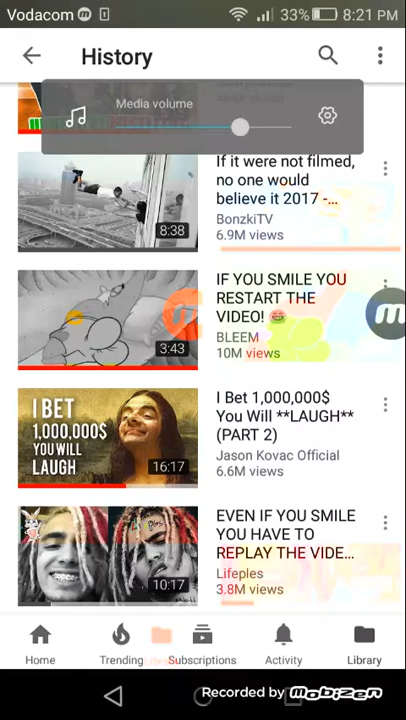 Vodacom
33% 8:21 PM
History
Media volume
If it were not filmed,
no one would
believe it 2017 -...
BonzkiTV
6.9M views
8:38
IF YOU SMILE YOU
RESTART THE
VIDEO! 😂
BLEEM
10M views
3:43
I BET
1,000,000$
YOU WILL
LAUGH
16:17
I Bet 1,000,000$
You Will **LAUGH**
(PART 2)
Jason Kovac Official
6.6M views
EVEN IF YOU SMILE
YOU HAVE TO
REPLAY THE VIDE...
Lifeples
3.8M views
10:17
Home
Trending
Subscriptions
Activity
Library
Recorded by mobizen